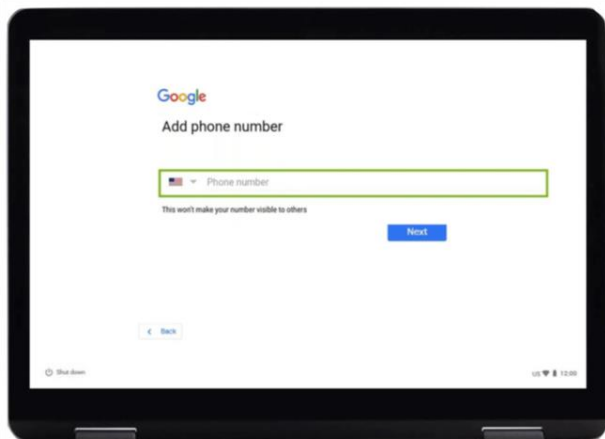 Google
Add phone number
Phone number
This won't make your number visible to others
Next
Back
Shut down
US 12:00